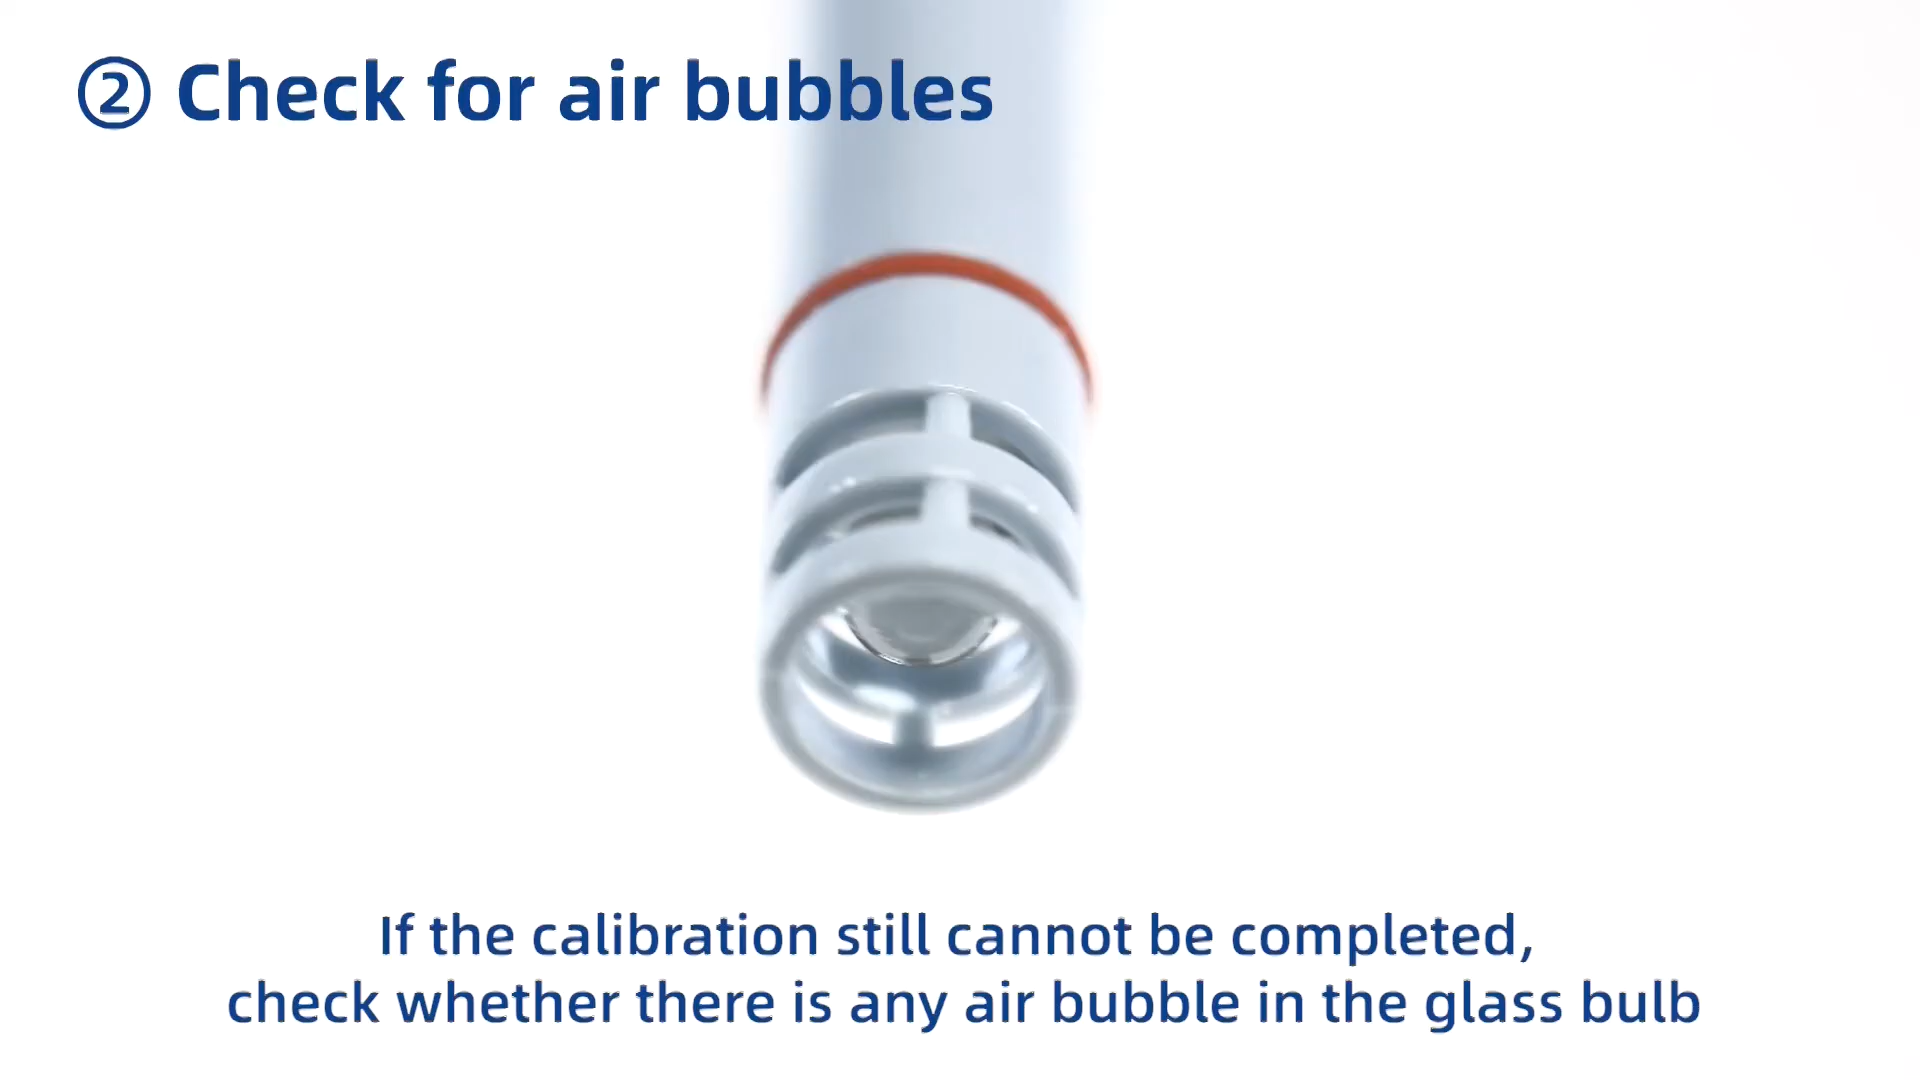 ② Check for air bubbles
If the calibration still cannot be completed,
check whether there is any air bubble in the glass bulb